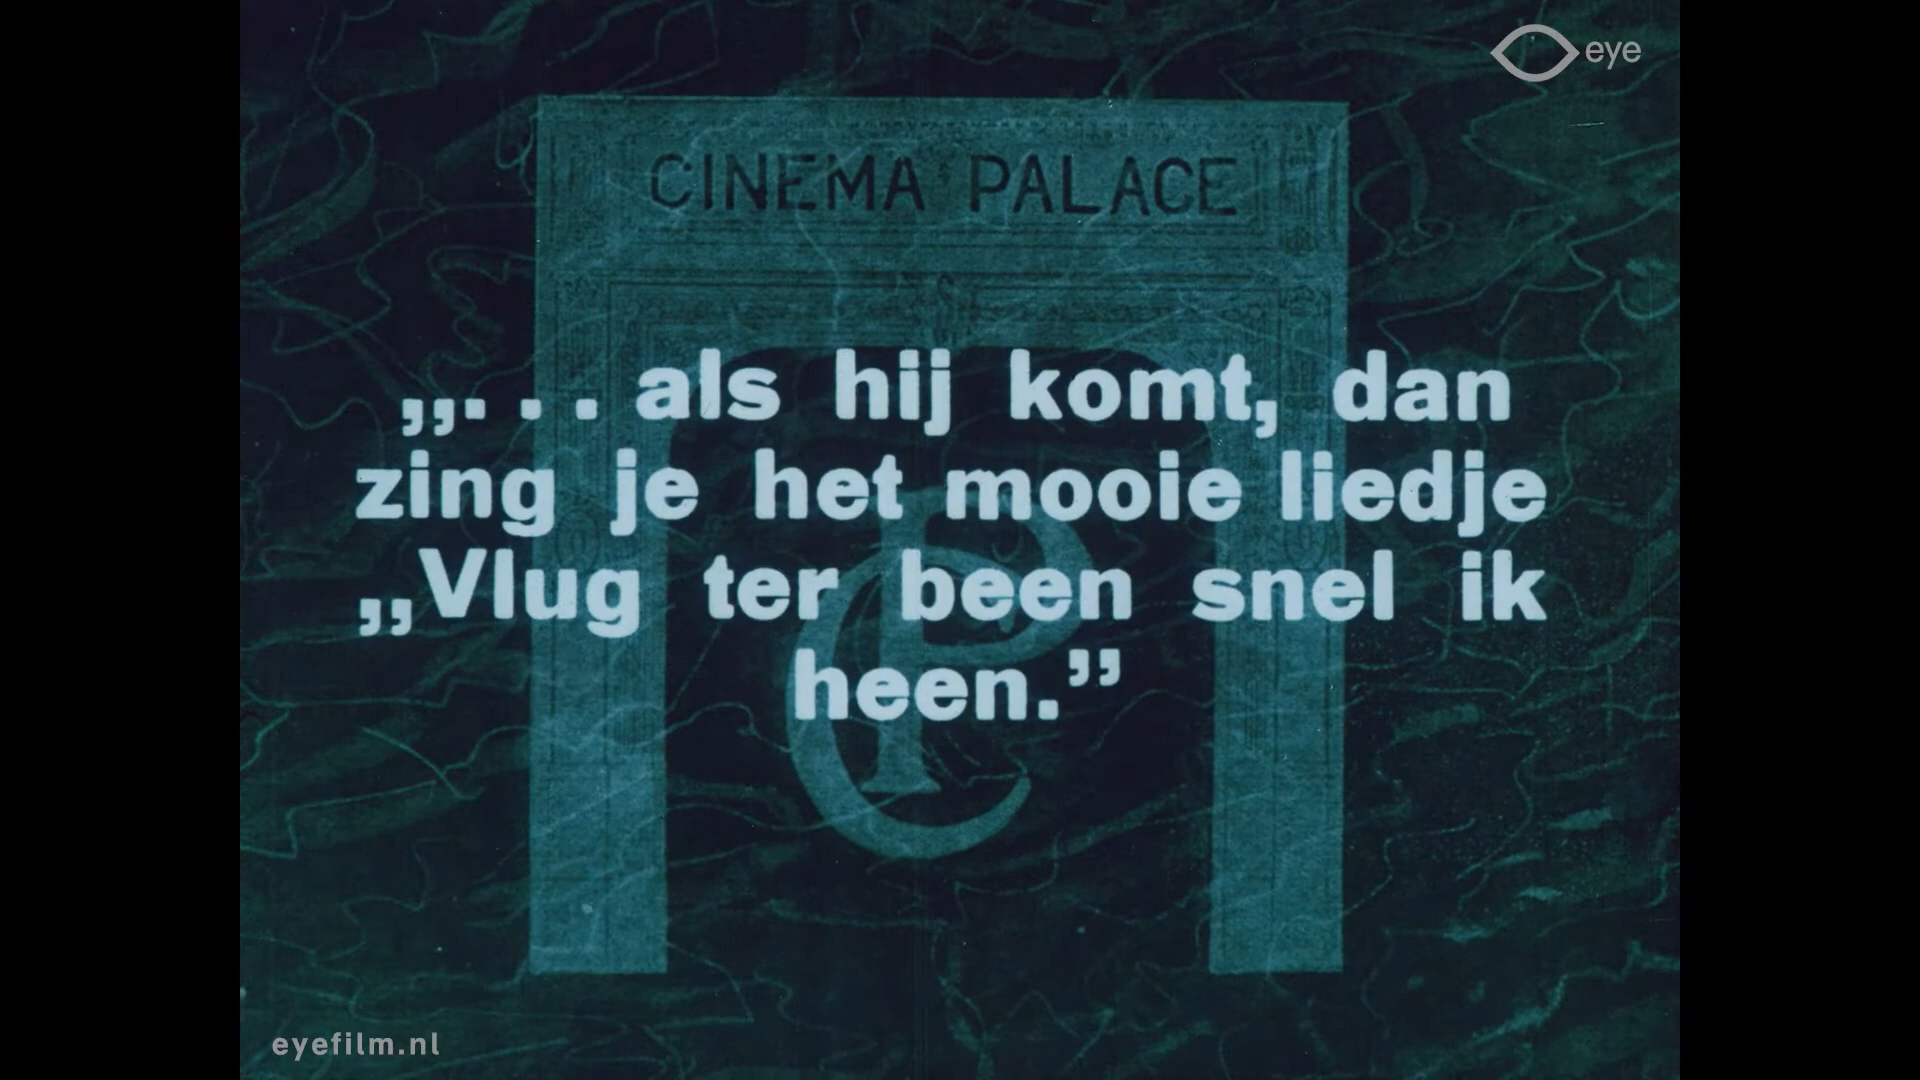 eye
CINEMA PALACE
„. . . als hij komt, dan
zing je het mooie liedje
„Vlug ter been snel ik
heen.”
CP
eyefilm.nl